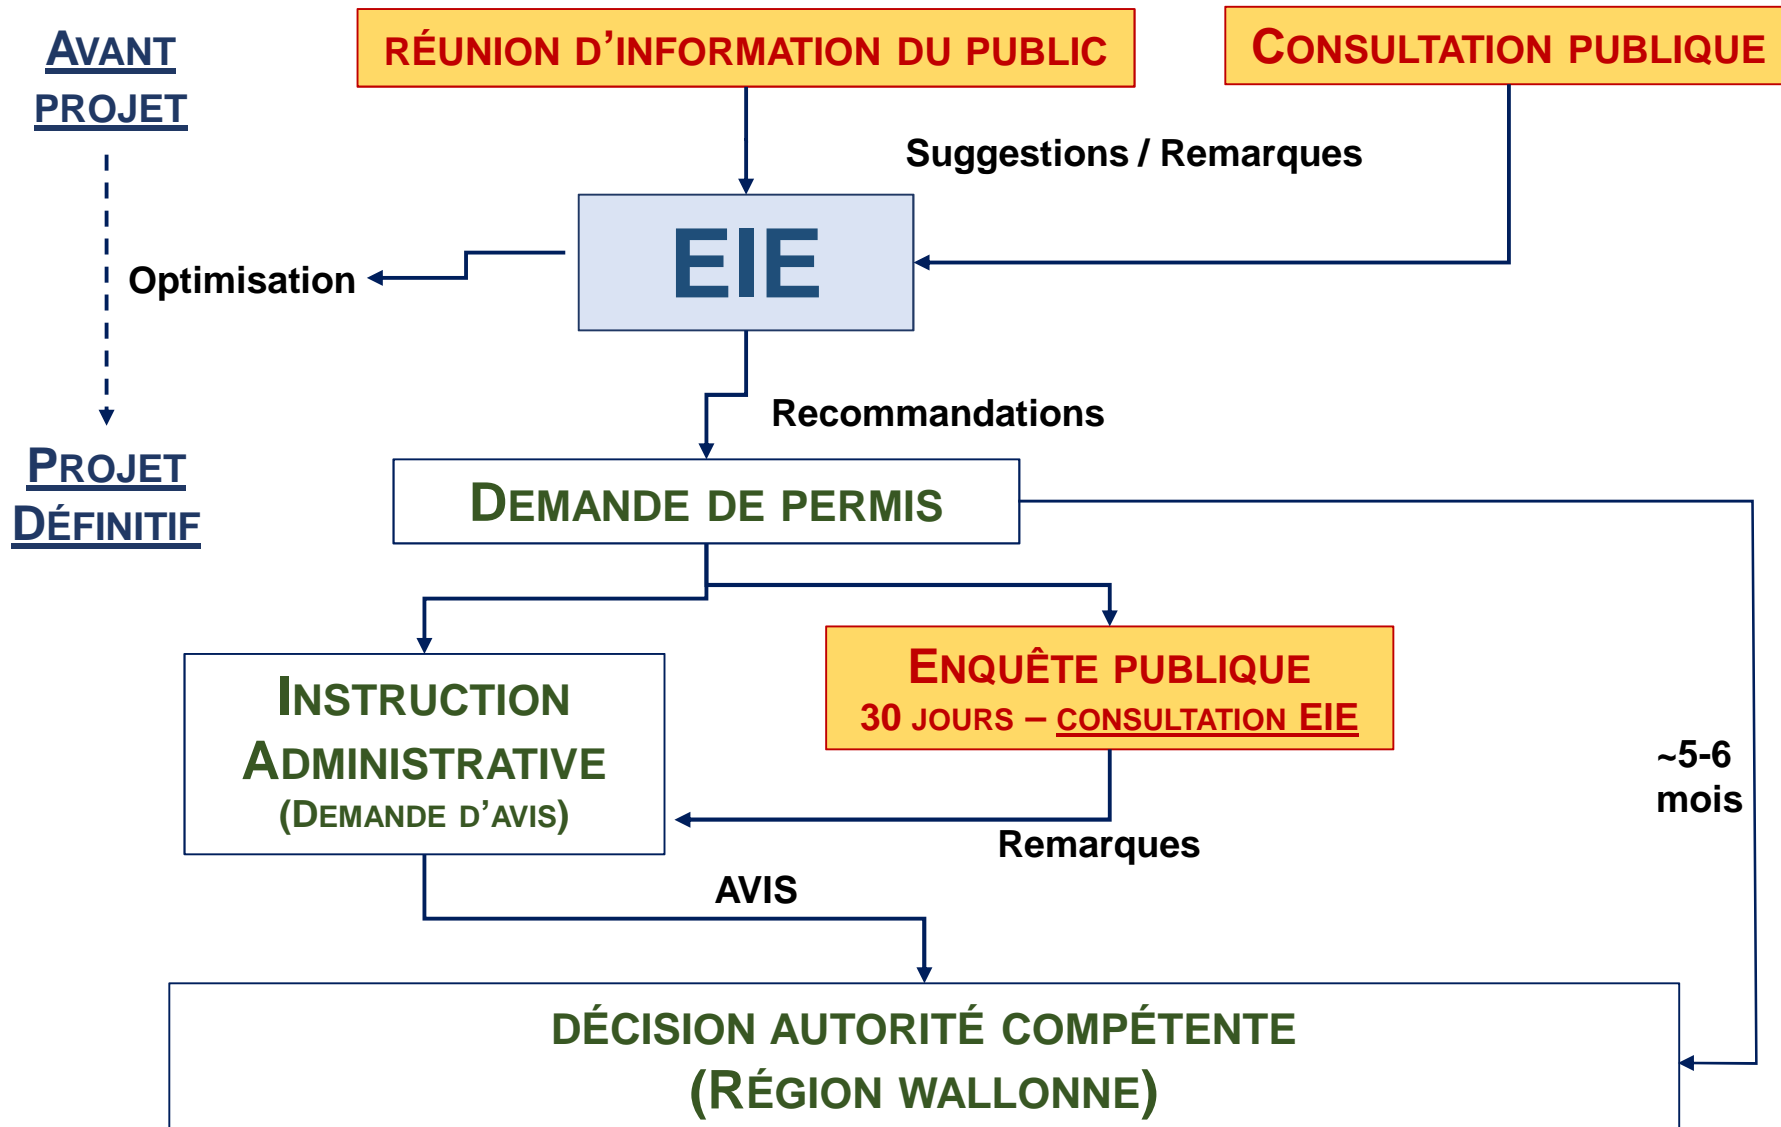 AVANT
PROJET
RÉUNION D’INFORMATION DU PUBLIC
CONSULTATION PUBLIQUE
Suggestions / Remarques
EIE
Optimisation
Recommandations
PROJET
DÉFINITIF
DEMANDE DE PERMIS
INSTRUCTION
ADMINISTRATIVE
(DEMANDE D’AVIS)
ENQUÊTE PUBLIQUE
30 JOURS – CONSULTATION EIE
~5-6
mois
Remarques
AVIS
DÉCISION AUTORITÉ COMPÉTENTE
(RÉGION WALLONNE)